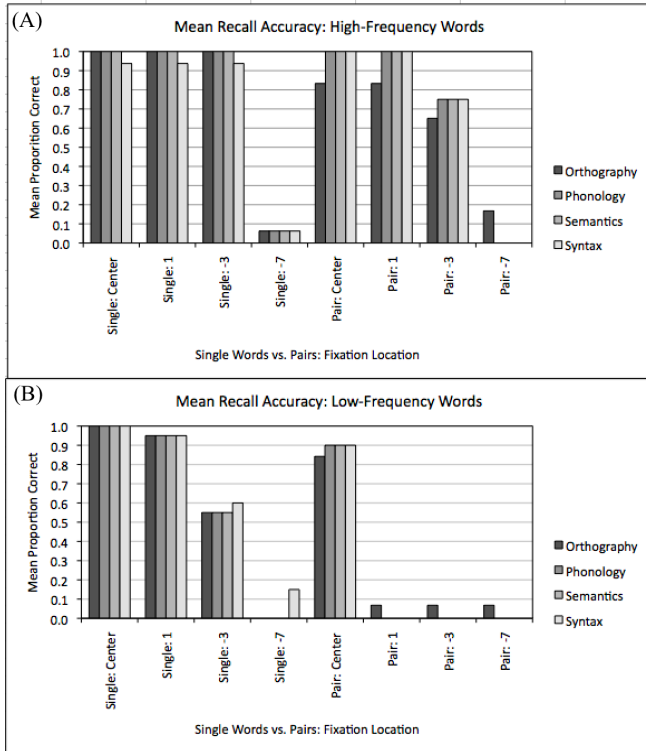 (A)
Mean Recall Accuracy: High-Frequency Words
Mean Proporition Correct
1.0
0.9
0.8
0.7
0.6
0.5
0.4
0.3
0.2
0.1
0.0
Single: Center
Single: 1
Single: -3
Single: -7
Pair: Center
Pair: 1
Pair: -3
Pair: -7
Single Words vs. Pairs: Fixation Location
Orthography
Phonology
Semantics
Syntax
(B)
Mean Recall Accuracy: Low-Frequency Words
Mean Proportion Correct
1.0
0.9
0.8
0.7
0.6
0.5
0.4
0.3
0.2
0.1
0.0
Single: Center
Single: 1
Single: -3
Single: -7
Pair: Center
Pair: 1
Pair: -3
Pair: -7
Single Words vs. Pairs: Fixation Location
Orthography
Phonology
Semantics
Syntax